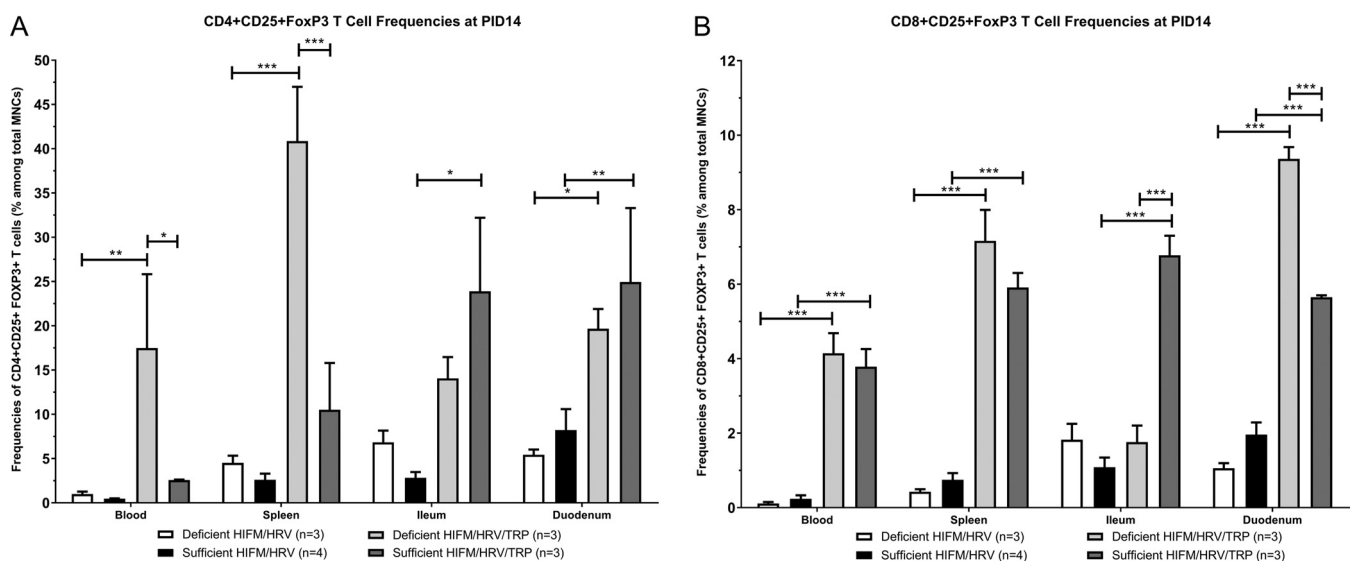 A
CD4+CD25+FoxP3 T Cell Frequencies at PID14
Frequencies of CD4+CD25+ FOXP3+ T cells (% among total MNCs)
50
45
40
35
30
25
20
15
10
5
0
**
*
***
***
*
*
**
Blood
Spleen
Ileum
Duodenum
Deficient HIFM/HRV (n=3)
Deficient HIFM/HRV/TRP (n=3)
Sufficient HIFM/HRV (n=4)
Sufficient HIFM/HRV/TRP (n=3)
B
CD8+CD25+FoxP3 T Cell Frequencies at PID14
Frequencies of CD8+CD25+ FOXP3+ T cells (% among total MNCs)
12
10
8
6
4
2
0
***
***
***
***
***
***
***
***
***
Blood
Spleen
Ileum
Duodenum
Deficient HIFM/HRV (n=3)
Deficient HIFM/HRV/TRP (n=3)
Sufficient HIFM/HRV (n=4)
Sufficient HIFM/HRV/TRP (n=3)